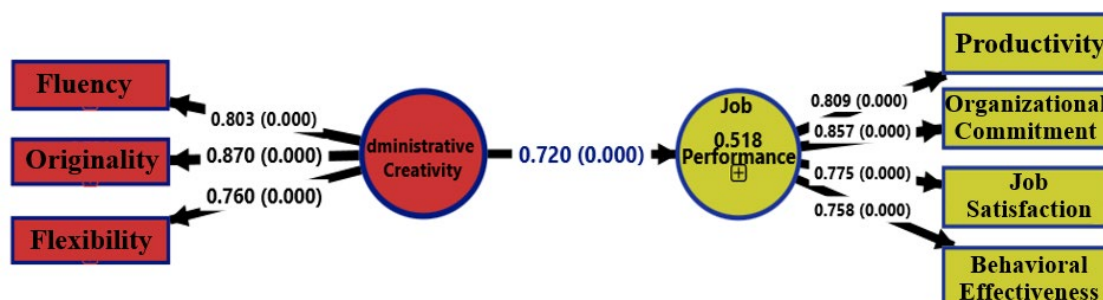 Fluency
Originality
Flexibility
0.803 (0.000)
0.870 (0.000)
0.760 (0.000)
dministrative
Creativity
0.720 (0.000)
Job
0.518
Performance
0.809 (0.000)
0.857 (0.000)
0.775 (0.000)
0.758 (0.000)
Productivity
Organizational
Commitment
Job
Satisfaction
Behavioral
Effectiveness